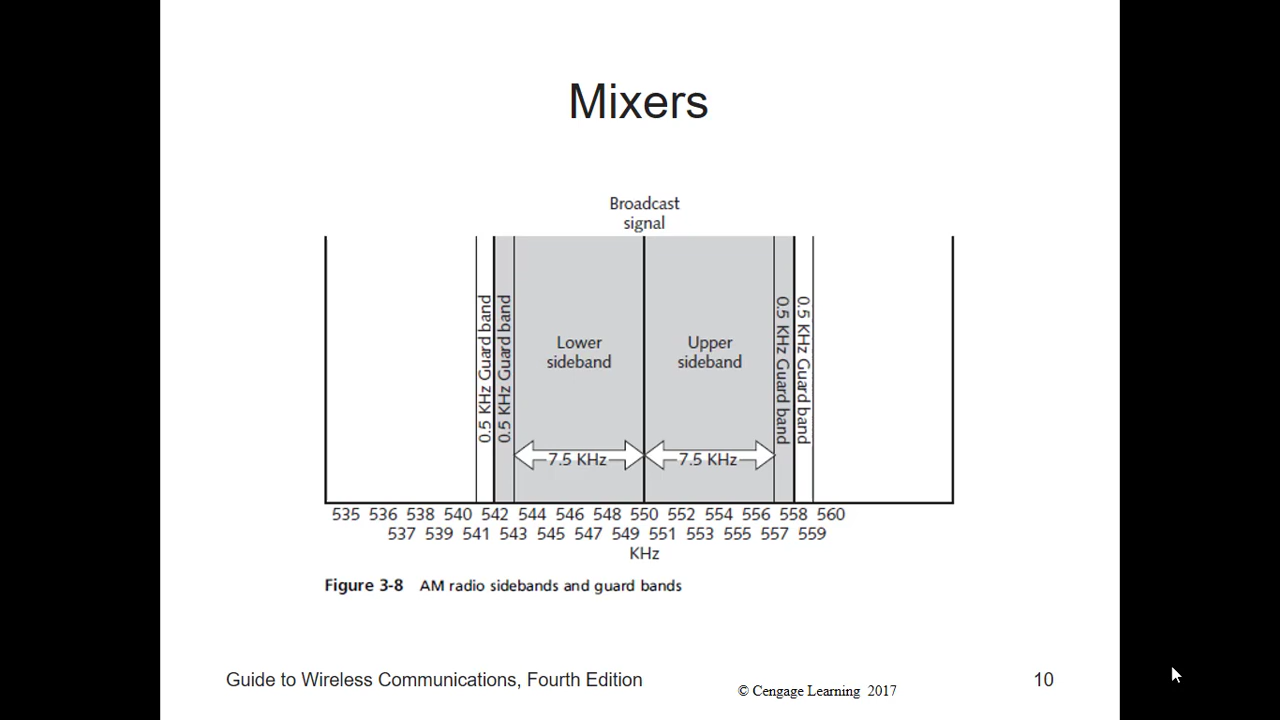 Mixers
Broadcast
signal
0.5 KHz Guard band
0.5 KHz Guard band
Lower
sideband
Upper
sideband
0.5 KHz Guard band
0.5 KHz Guard band
7.5 KHz
7.5 KHz
535 536 538 540 542 544 546 548 550 552 554 556 558 560
537 539 541 543 545 547 549 551 553 555 557 559
KHz
Figure 3-8 AM radio sidebands and guard bands
Guide to Wireless Communications, Fourth Edition
© Cengage Learning 2017
10